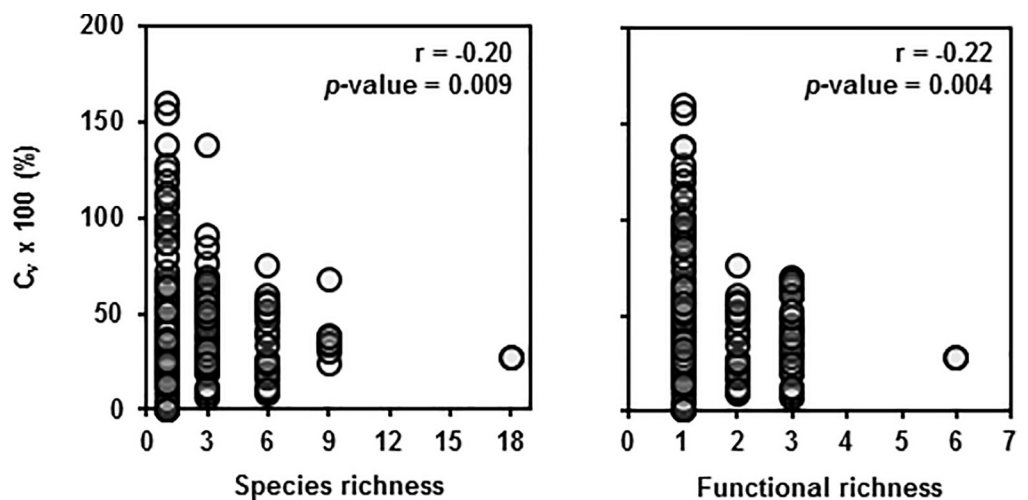 200
150
100
50
0
C_v x 100 (%)
r = -0.20
p-value = 0.009
0 3 6 9 12 15 18
Species richness
r = -0.22
p-value = 0.004
0 1 2 3 4 5 6 7
Functional richness